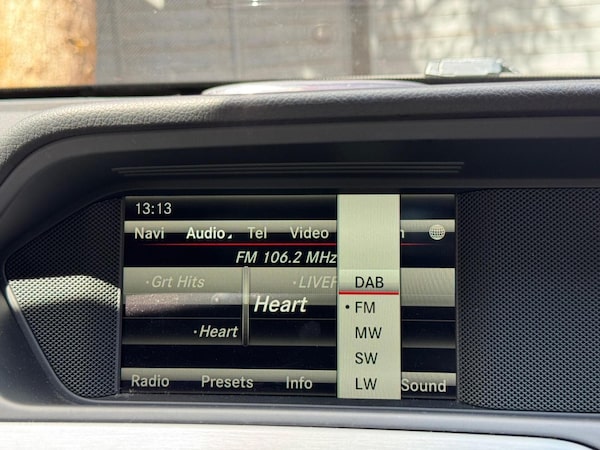 13:13
Navi Audio Tel Video
FM 106.2 MHz
·Grt Hits ·LIVEF
Heart
·Heart
DAB
• FM
MW
SW
LW
Radio Presets Info Sound